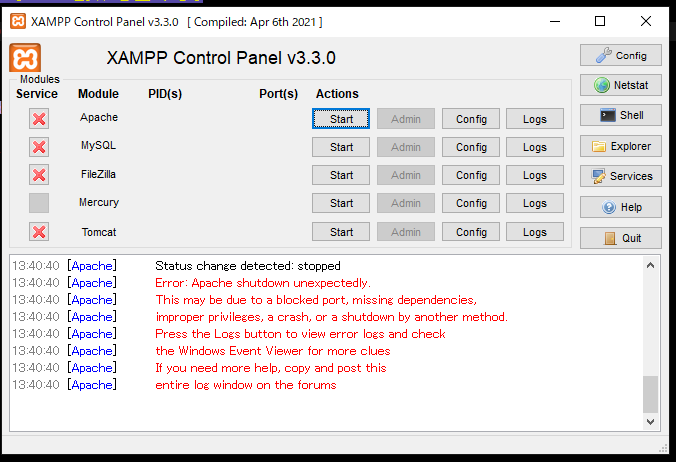 XAMPP Control Panel v3.3.0 [ Compiled: Apr 6th 2021 ]
XAMPP Control Panel v3.3.0
Config
Modules
Service Module PID(s) Port(s) Actions
Netstat
Apache Start Admin Config Logs
Shell
MySQL Start Admin Config Logs
Explorer
FileZilla Start Admin Config Logs
Services
Mercury Start Admin Config Logs
Help
Tomcat Start Admin Config Logs
Quit
13:40:40 [Apache] Status change detected: stopped
13:40:40 [Apache] Error: Apache shutdown unexpectedly.
13:40:40 [Apache] This may be due to a blocked port, missing dependencies,
13:40:40 [Apache] improper privileges, a crash, or a shutdown by another method.
13:40:40 [Apache] Press the Logs button to view error logs and check
13:40:40 [Apache] the Windows Event Viewer for more clues
13:40:40 [Apache] If you need more help, copy and post this
13:40:40 [Apache] entire log window on the forums